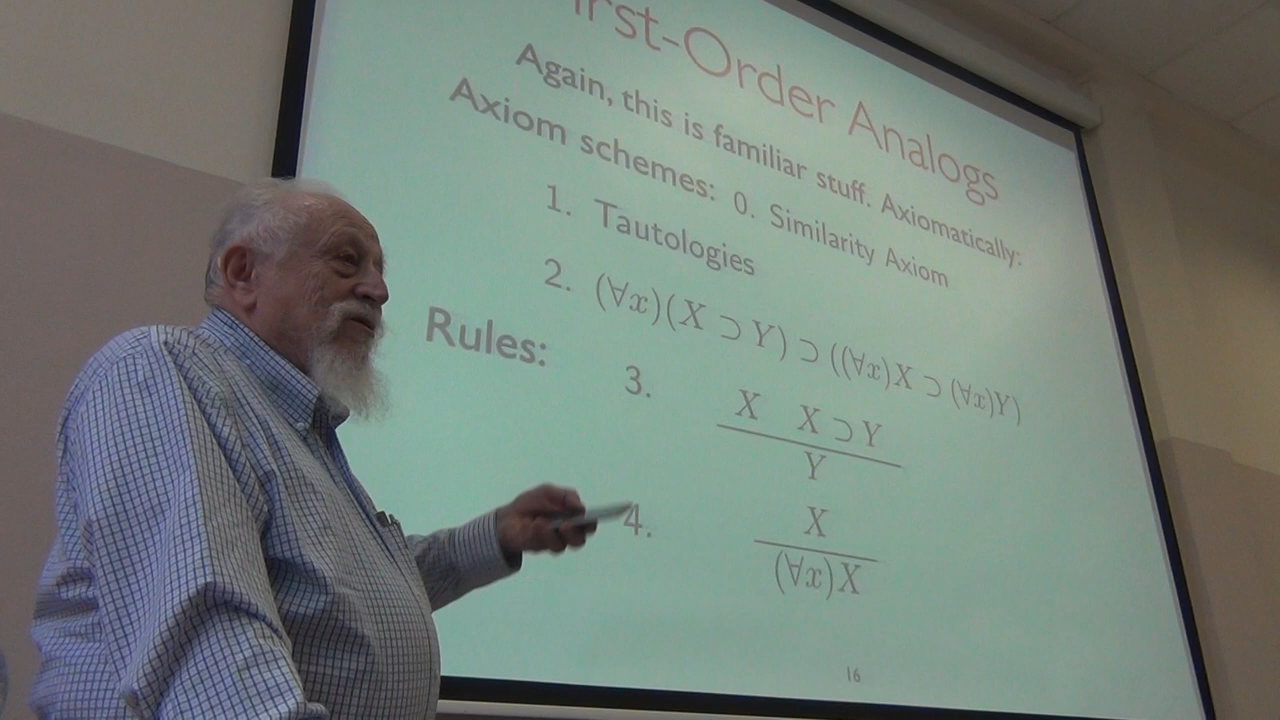 First-Order Analogs
Again, this is familiar stuff. Axiomatically:
Axiom schemes: 0. Similarity Axiom
1. Tautologies
2. (∀x)(X ⊃ Y) ⊃ ((∀x)X ⊃ (∀x)Y)
Rules:
3. X X ⊃ Y
Y
4. X
(∀x)X
16